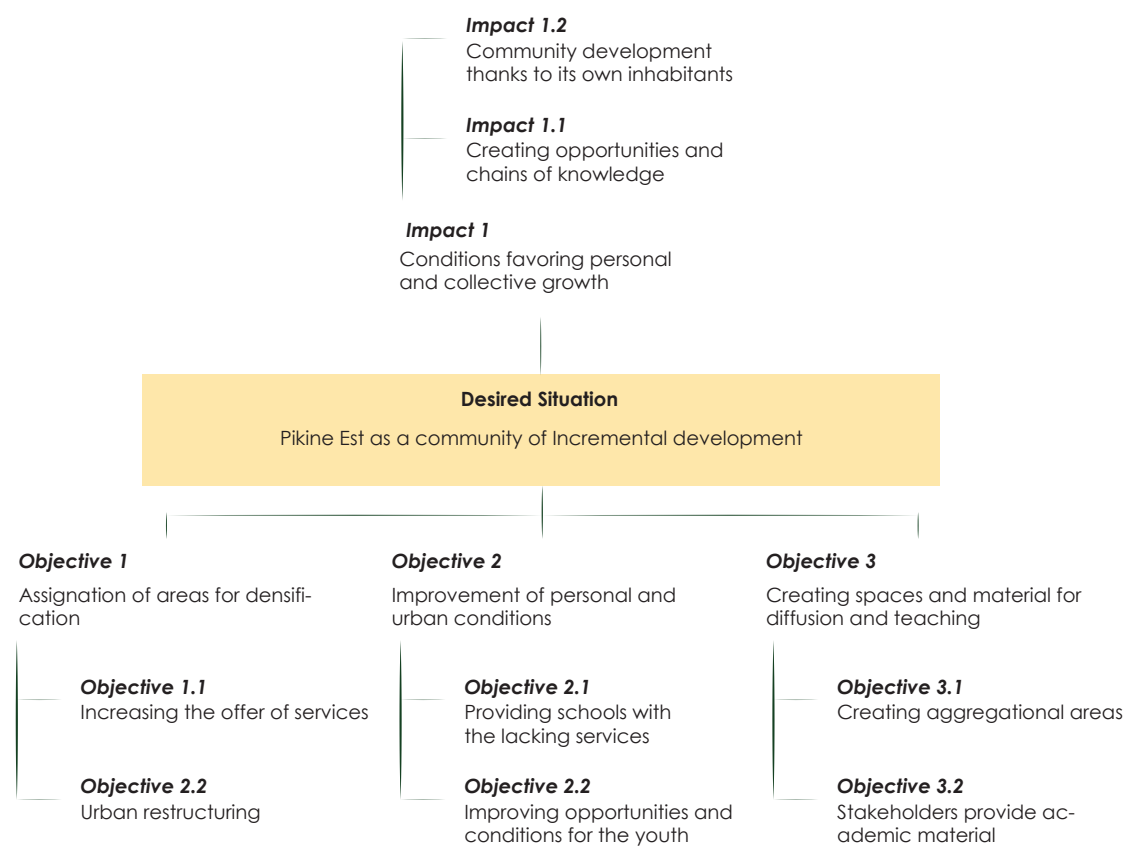 Impact 1.2
Community development
thanks to its own inhabitants
Impact 1.1
Creating opportunities and
chains of knowledge
Impact 1
Conditions favoring personal
and collective growth
Desired Situation
Pikine Est as a community of Incremental development
Objective 1
Assignation of areas for densifi-
cation
Objective 1.1
Increasing the offer of services
Objective 2.2
Urban restructuring
Objective 2
Improvement of personal and
urban conditions
Objective 2.1
Providing schools with
the lacking services
Objective 2.2
Improving opportunities and
conditions for the youth
Objective 3
Creating spaces and material for
diffusion and teaching
Objective 3.1
Creating aggregational areas
Objective 3.2
Stakeholders provide ac-
ademic material